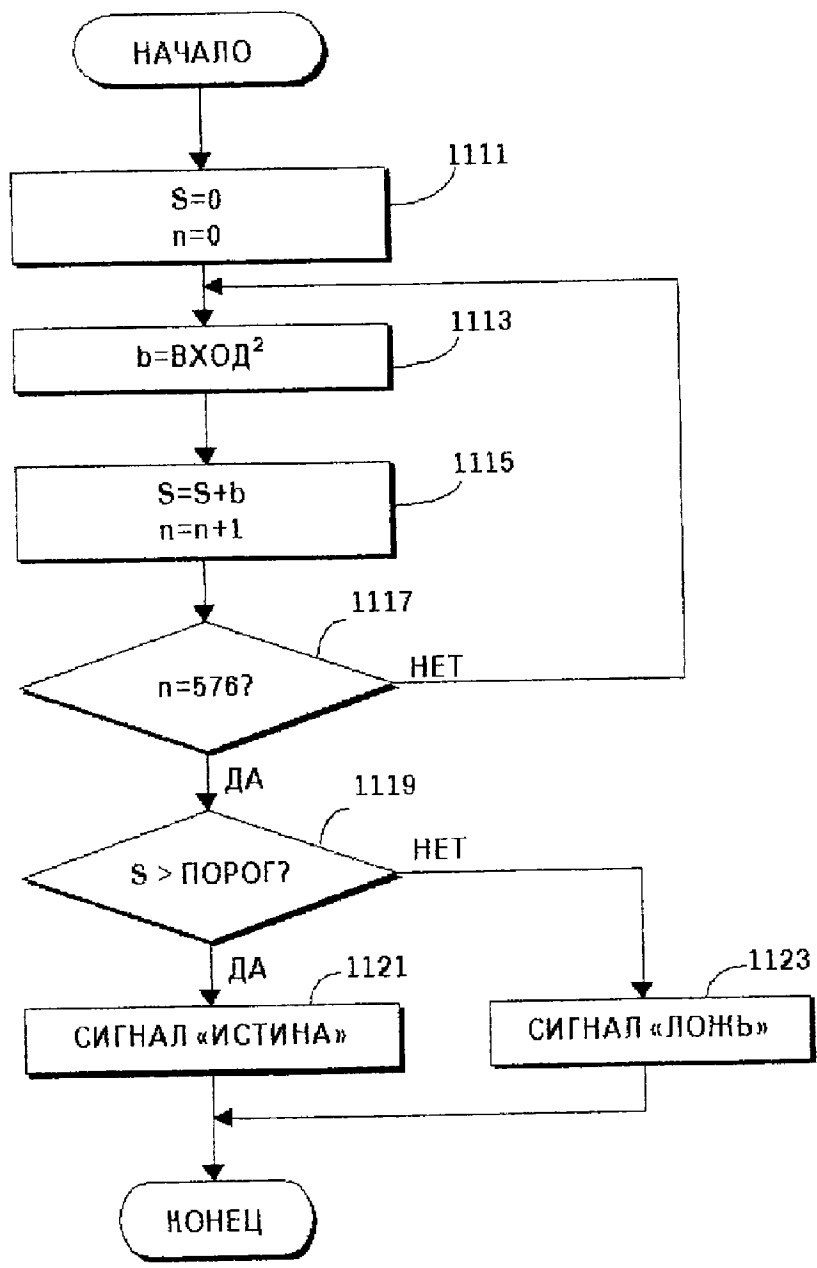 НАЧАЛО
1111
S=0
n=0
1113
b=ВХОД²
1115
S=S+b
n=n+1
1117
n=576?
НЕТ
ДА
1119
S > ПОРОГ?
НЕТ
ДА
1121
1123
СИГНАЛ «ИСТИНА»
СИГНАЛ «ЛОЖЬ»
КОНЕЦ